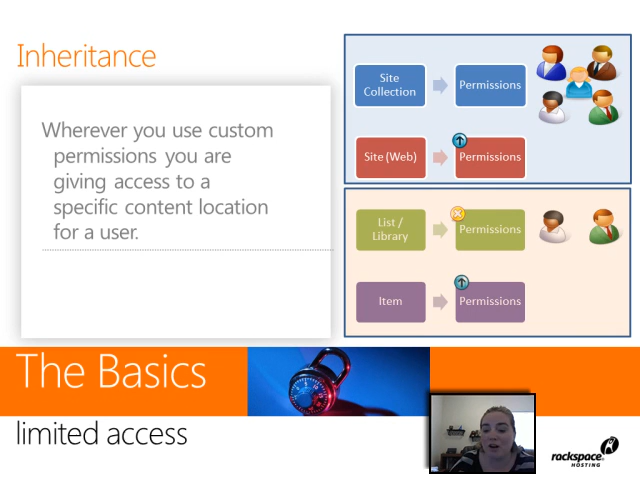 Inheritance
Wherever you use custom
permissions you are
giving access to a
specific content location
for a user.
Site
Collection
Permissions
Site (Web)
Permissions
List /
Library
Permissions
Item
Permissions
The Basics
limited access
rackspace
HOSTING